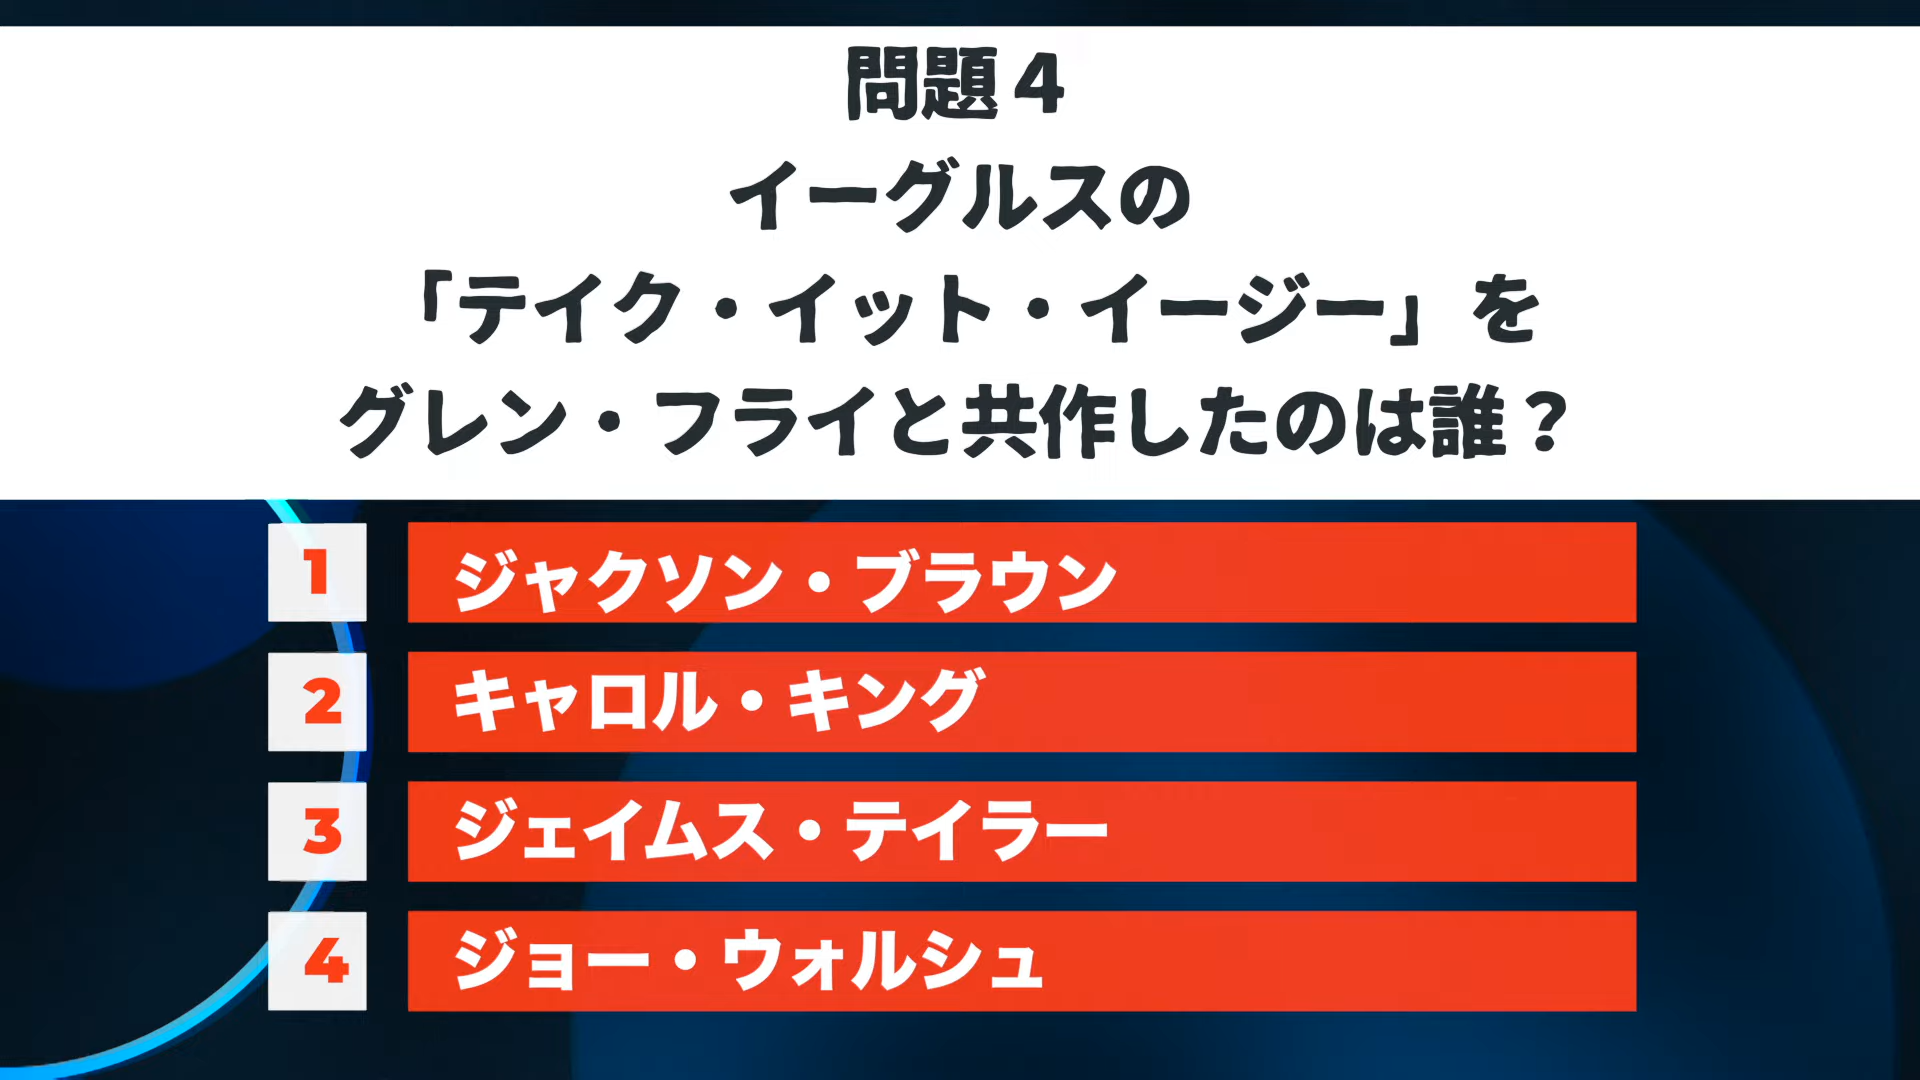 問題4
イーグルスの
「テイク・イット・イージー」を
グレン・フライと共作したのは誰?
1 ジャクソン・ブラウン
2 キャロル・キング
3 ジェイムス・テイラー
4 ジョー・ウォルシュ